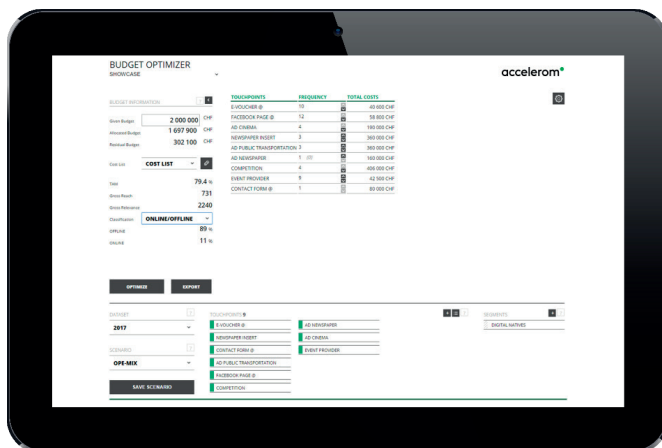 BUDGET OPTIMIZER
SHOWCASE
accelerom
BUDGET INFORMATION
Given Budget 2 000 000 CHF
Allocated Budget 1 697 900 CHF
Residual Budget 302 100 CHF
Cost List COST LIST
79.4 %
Gross Reach 731
Gross Relevance 2240
Classification ONLINE/OFFLINE
OFFLINE 89 %
ONLINE 11 %
OPTIMIZE EXPORT
TOUCHPOINTS FREQUENCY TOTAL COSTS
E-VOUCHER @ 10 40 000 CHF
FACEBOOK PAGE @ 12 58 800 CHF
AD CINEMA 4 190 000 CHF
NEWSPAPER INSERT 3 360 000 CHF
AD PUBLIC TRANSPORTATION 3 360 000 CHF
AD NEWSPAPER 1 160 000 CHF
COMPETITION 4 406 000 CHF
EVENT PROVIDER 42 500 CHF
CONTACT FORM @ 1 80 000 CHF
DATASET
2017
SCENARIO
OPE-MIX
SAVE SCENARIO
TOUCHPOINTS 9
E-VOUCHER @
NEWSPAPER INSERT
CONTACT FORM @
AD PUBLIC TRANSPORTATION
FACEBOOK PAGE @
COMPETITION
AD NEWSPAPER
AD CINEMA
EVENT PROVIDER
SEGMENTS
DIGITAL NATIVES